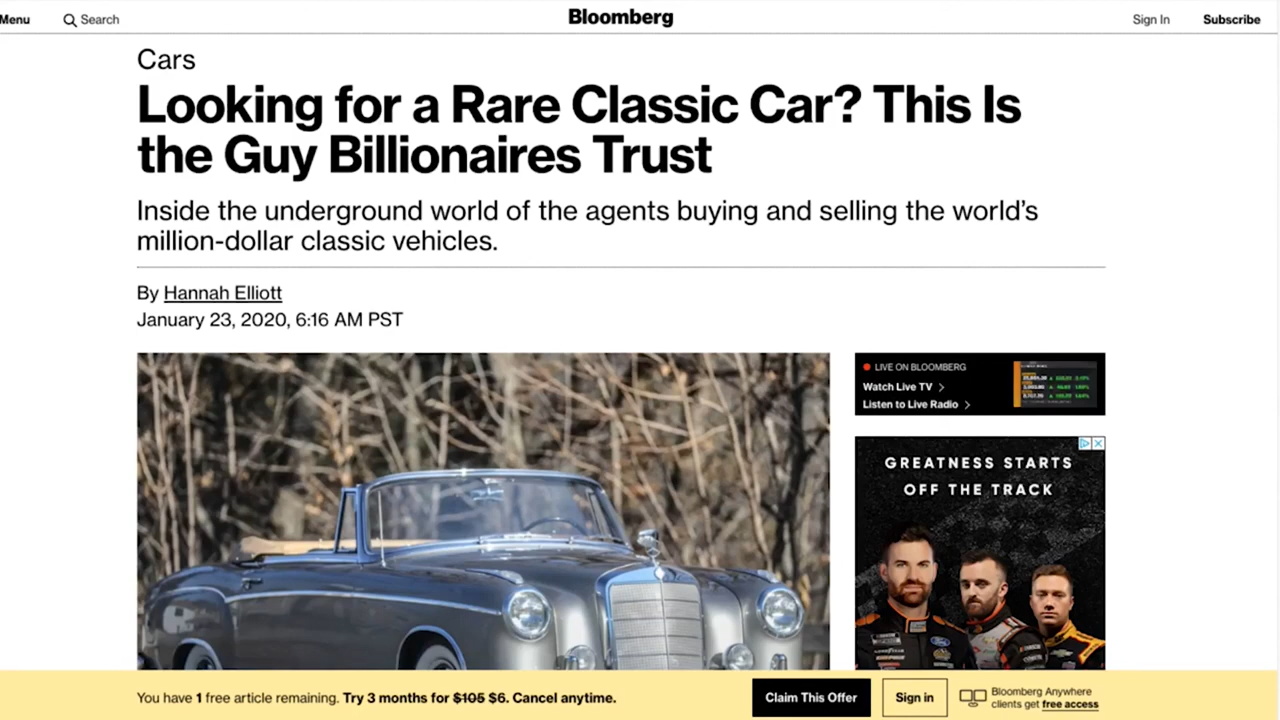 Menu
Search
Bloomberg
Sign In
Subscribe
Cars
Looking for a Rare Classic Car? This Is
the Guy Billionaires Trust
Inside the underground world of the agents buying and selling the world's
million-dollar classic vehicles.
By Hannah Elliott
January 23, 2020, 6:16 AM PST
LIVE ON BLOOMBERG
Watch Live TV
Listen to Live Radio
GREATNESS STARTS
OFF THE TRACK
You have 1 free article remaining. Try 3 months for $105 $6. Cancel anytime.
Claim This Offer
Sign in
Bloomberg Anywhere
clients get free access